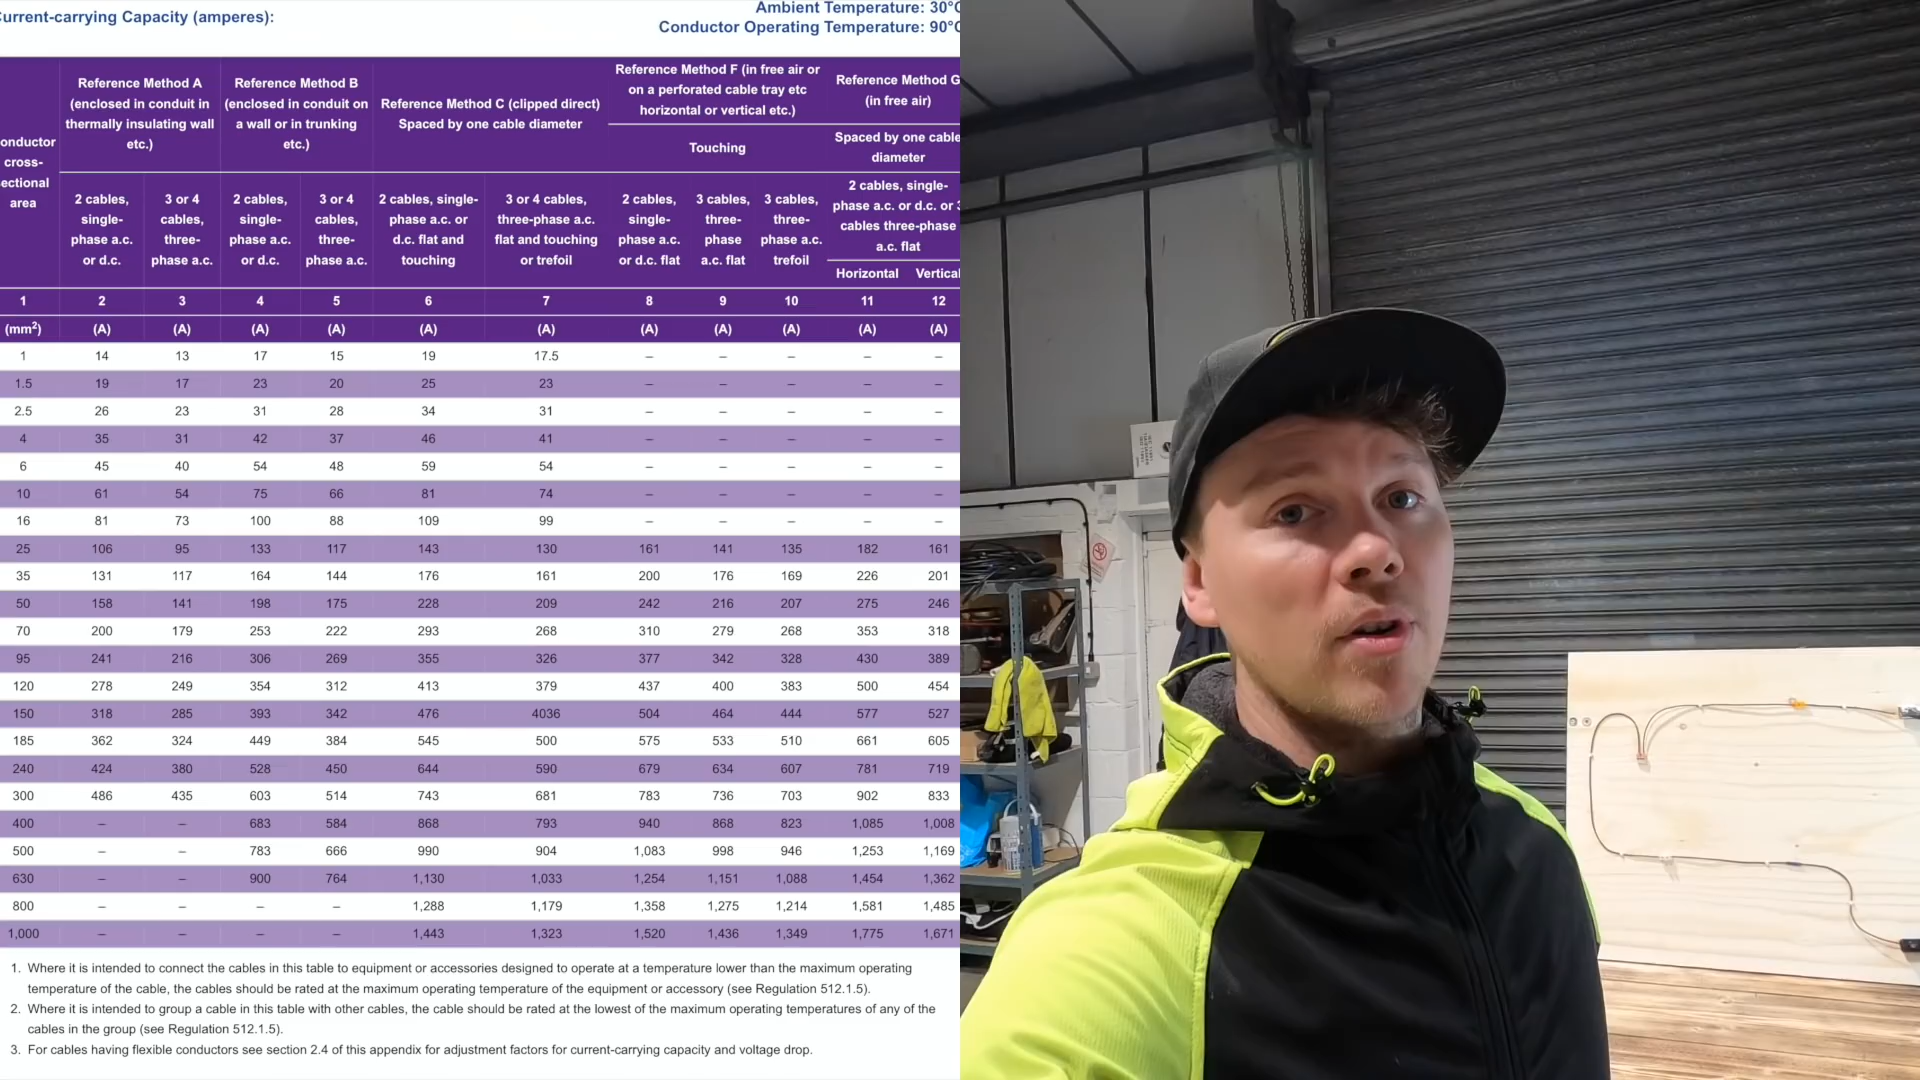 Current-carrying Capacity (amperes):
Ambient Temperature: 30°C
Conductor Operating Temperature: 90°C
onductor
cross-
ectional
area
Reference Method A
(enclosed in conduit in
thermally insulating wall
etc.)
Reference Method B
(enclosed in conduit on
a wall or in trunking
etc.)
Reference Method C (clipped direct)
Spaced by one cable diameter
Reference Method F (in free air or
on a perforated cable tray etc
horizontal or vertical etc.)
Touching
Reference Method G
(in free air)
Spaced by one cable
diameter
2 cables,
single-
phase a.c.
or d.c.
3 or 4
cables,
three-
phase a.c.
2 cables,
single-
phase a.c.
or d.c.
3 or 4
cables,
three-
phase a.c.
2 cables, single-
phase a.c. or
d.c. flat and
touching
3 or 4 cables,
three-phase a.c.
flat and touching
or trefoil
2 cables,
single-
phase a.c.
or d.c. flat
3 cables,
three-
phase
a.c. flat
3 cables,
three-
phase a.c.
trefoil
2 cables, single-
phase a.c. or d.c. or 3
cables three-phase
a.c. flat
Horizontal Vertical
1 2 3 4 5 6 7 8 9 10 11 12
(mm²) (A) (A) (A) (A) (A) (A) (A) (A) (A) (A) (A)
1 14 13 17 15 19 17.5 – – – – –
1.5 19 17 23 20 25 23 – – – – –
2.5 26 23 31 28 34 31 – – – – –
4 35 31 42 37 46 41 – – – – –
6 45 40 54 48 59 54 – – – – –
10 61 54 75 66 81 74 – – – – –
16 81 73 100 88 109 99 – – – – –
25 106 95 133 117 143 130 161 141 135 182 161
35 131 117 164 144 176 161 200 176 169 226 201
50 158 141 198 175 228 209 242 216 207 275 246
70 200 179 253 222 293 268 310 279 268 353 318
95 241 216 306 269 355 326 377 342 328 430 389
120 278 249 354 312 413 379 437 400 383 500 454
150 318 285 393 342 476 4036 504 464 444 577 527
185 362 324 449 384 545 500 575 533 510 661 605
240 424 380 528 450 644 590 679 634 607 781 719
300 486 435 603 514 743 681 783 736 703 902 833
400 – – 683 584 868 793 940 868 823 1,085 1,008
500 – – 783 666 990 904 1,083 998 946 1,253 1,169
630 – – 900 764 1,130 1,033 1,254 1,151 1,088 1,454 1,362
800 – – – – 1,288 1,179 1,358 1,275 1,214 1,581 1,485
1,000 – – – – 1,443 1,323 1,520 1,436 1,349 1,775 1,671
1. Where it is intended to connect the cables in this table to equipment or accessories designed to operate at a temperature lower than the maximum operating
temperature of the cable, the cables should be rated at the maximum operating temperature of the equipment or accessory (see Regulation 512.1.5).
2. Where it is intended to group a cable in this table with other cables, the cable should be rated at the lowest of the maximum operating temperatures of any of the
cables in the group (see Regulation 512.1.5).
3. For cables having flexible conductors see section 2.4 of this appendix for adjustment factors for current-carrying capacity and voltage drop.